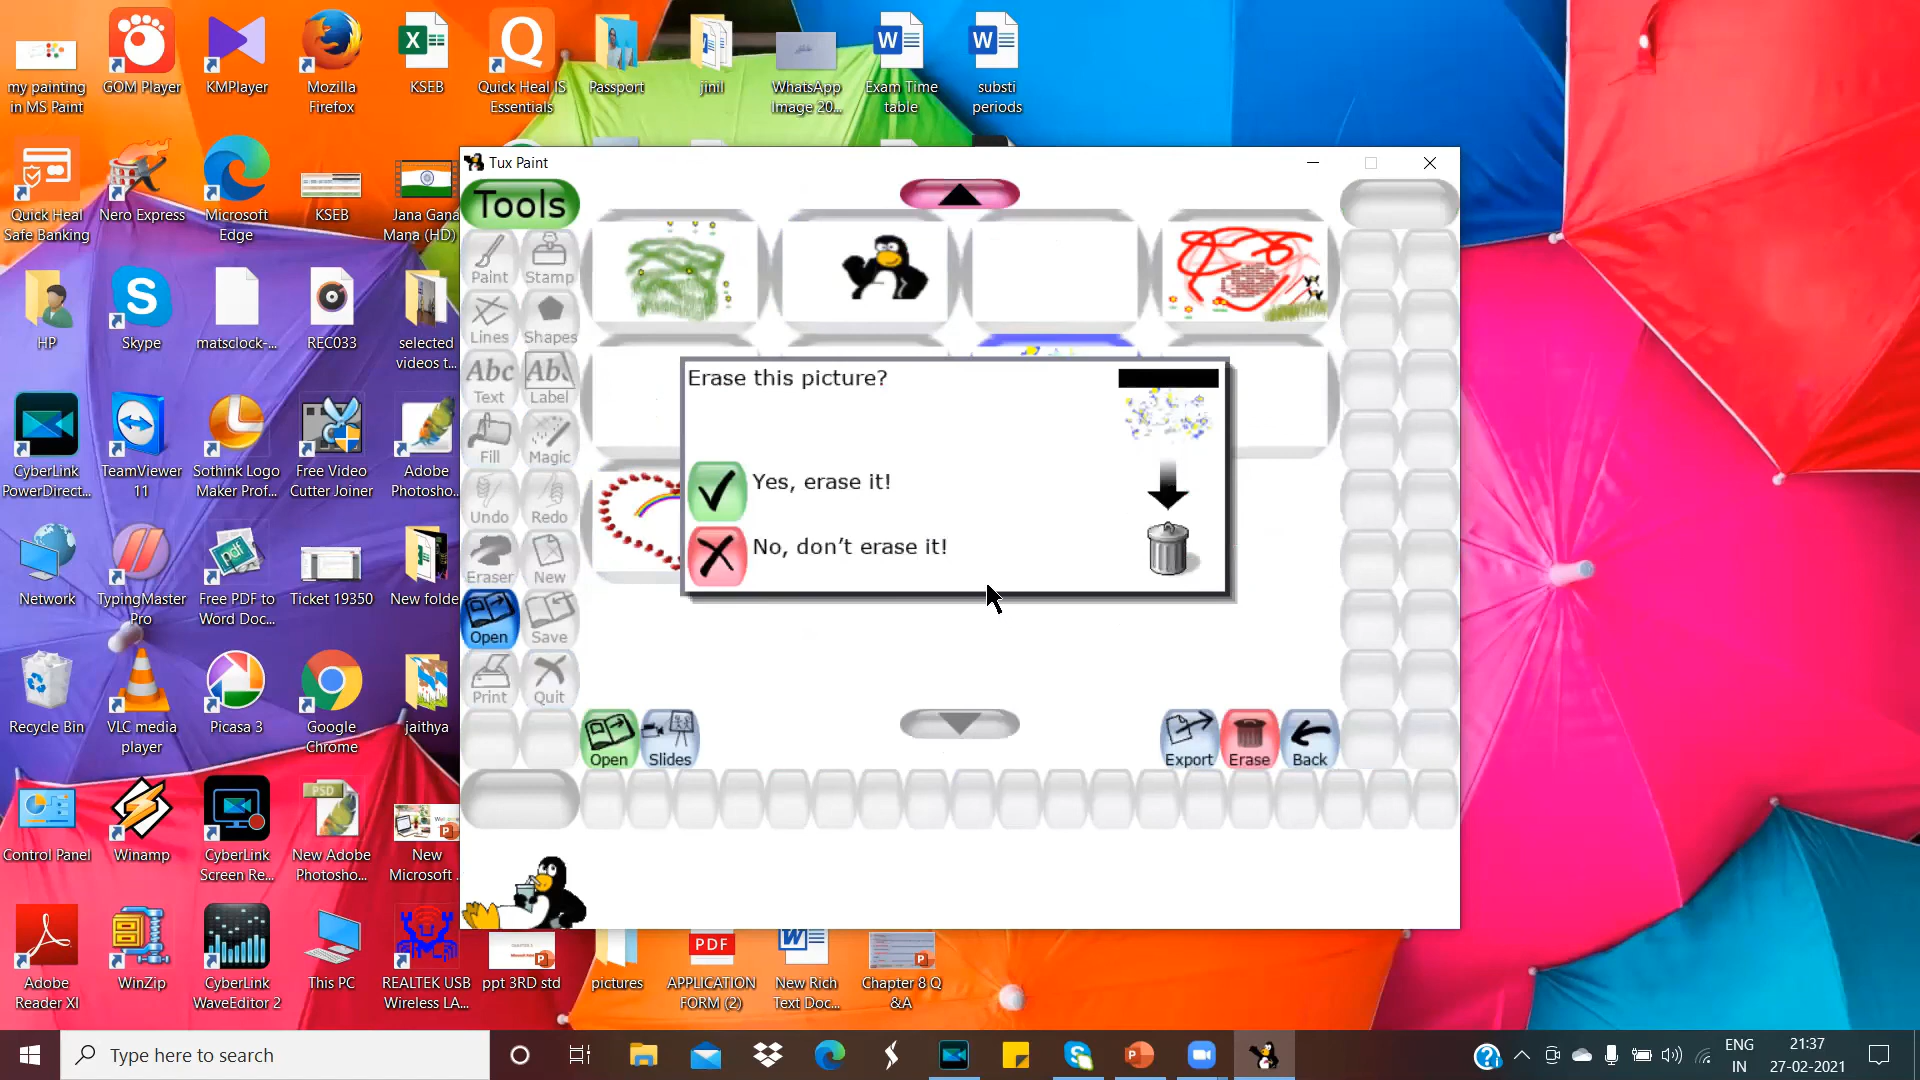 my painting
in MS Paint
GOM Player
KMPlayer
Mozilla
Firefox
KSEB
Quick Heal IS
Essentials
Passport
jinil
WhatsApp
Image 20...
Exam Time
table
substi
periods
Quick Heal
Safe Banking
Nero Express
Microsoft
Edge
KSEB
Jana Gana
Mana (HD)
HP
Skype
matsclock-...
REC033
selected
videos t...
CyberLink
PowerDirect...
TeamViewer
11
Sothink Logo
Maker Prof...
Free Video
Cutter Joiner
Adobe
Photosho...
Network
TypingMaster
Pro
Free PDF to
Word Doc...
Ticket 19350
New folde
Recycle Bin
VLC media
player
Picasa 3
Google
Chrome
jaithya
Control Panel
Winamp
CyberLink
Screen Re...
PSD
New Adobe
Photosho...
New
Microsoft .
Adobe
Reader XI
WinZip
CyberLink
WaveEditor 2
This PC
REALTEK USB
Wireless LA...
ppt 3RD std
pictures
PDF
APPLICATION
FORM (2)
New Rich
Text Doc...
Chapter 8 Q
&A
Tux Paint
Tools
Paint
Stamp
Lines
Shapes
Abc
Text
Abc
Label
Fill
Magic
Undo
Redo
Eraser
New
Open
Save
Print
Quit
Erase this picture?
Yes, erase it!
No, don't erase it!
Open
Slides
Export
Erase
Back
Type here to search
ENG
IN
21:37
27-02-2021